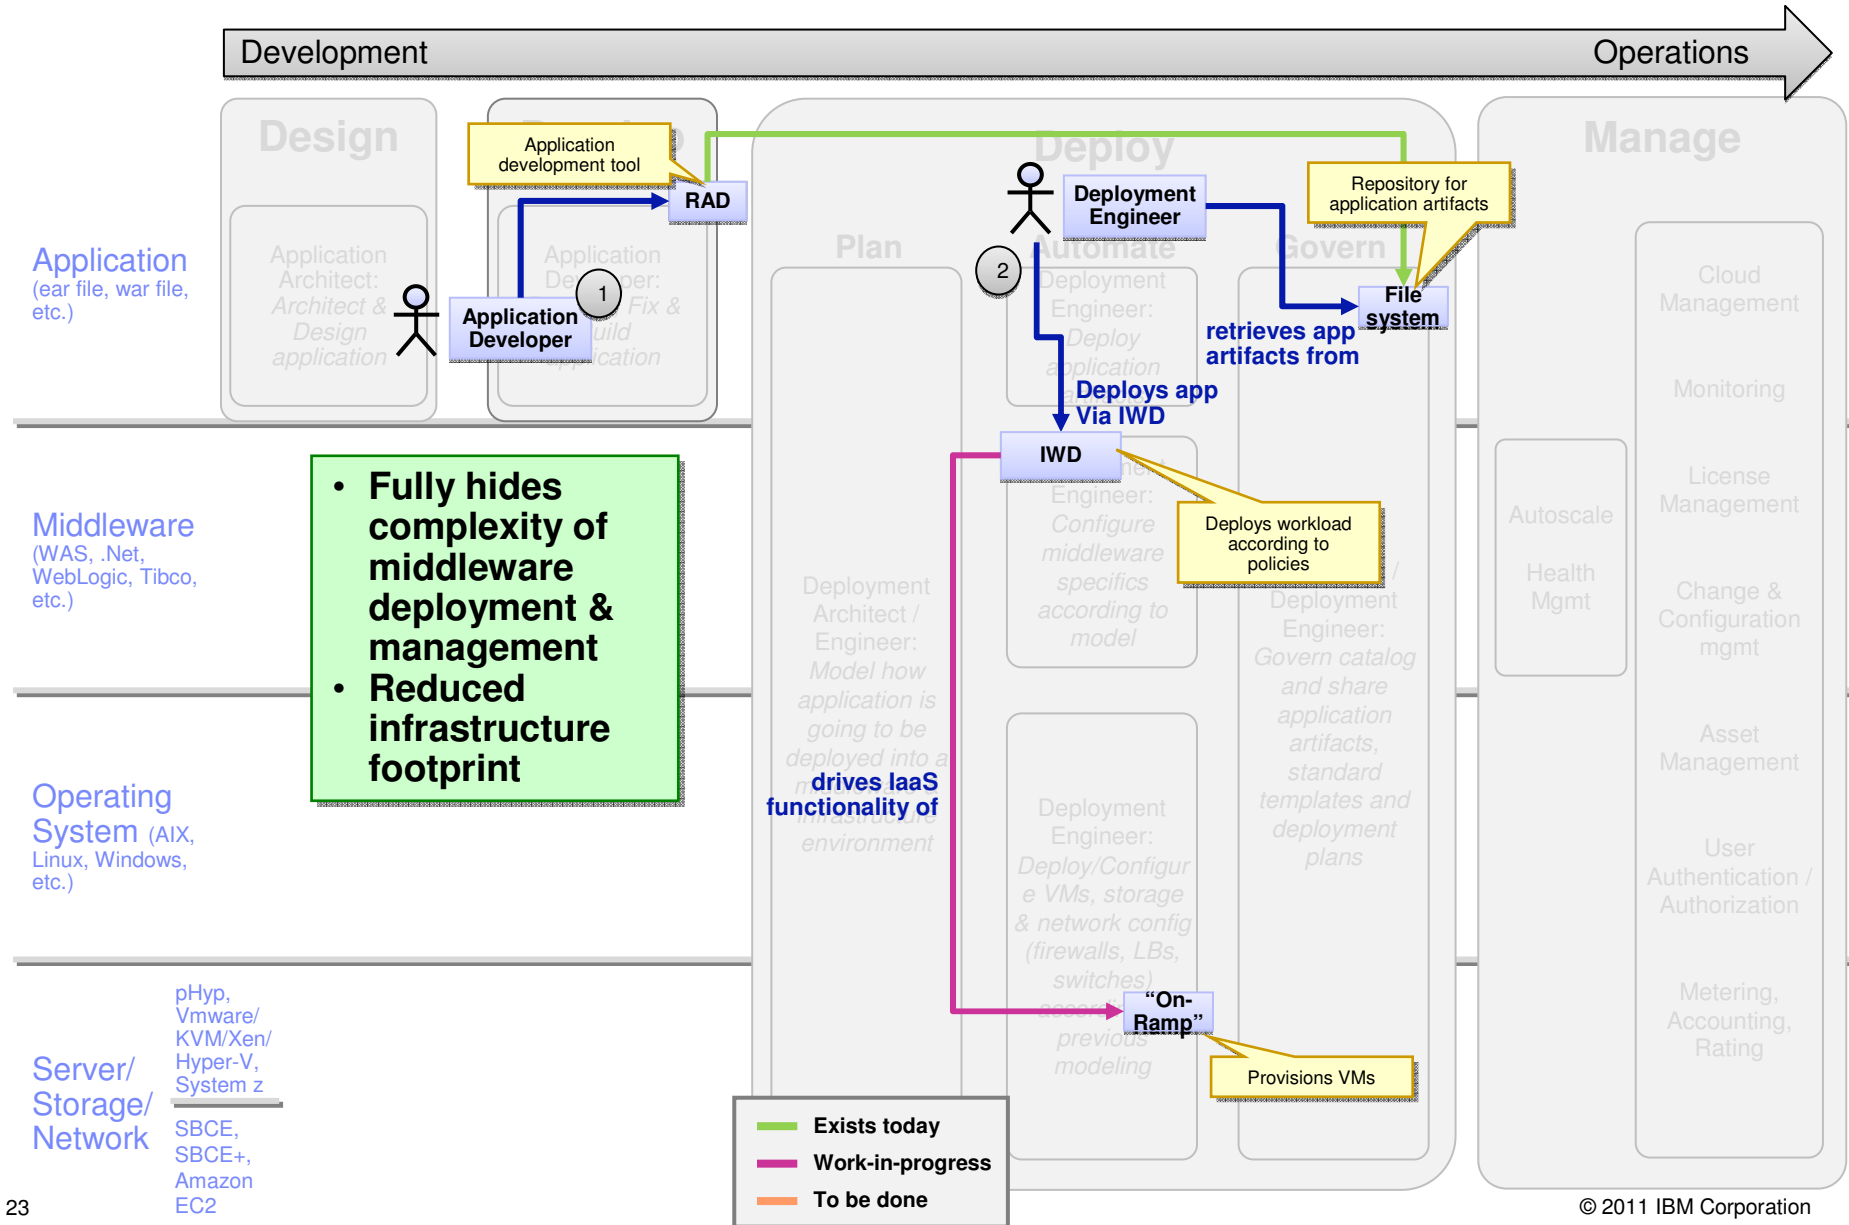 Development
Operations
Design
Deploy
Manage
Application
development tool
RAD
Deployment
Engineer
Repository for
application artifacts
Application
(ear file, war file,
etc.)
Application
Architect:
Architect &
Design
application
Application
Developer:
Fix &
Build
application
1
Application
Developer
Plan
Automate
Govern
2
Deployment
Engineer:
Deploy
application
artifacts
File
system
retrieves app
artifacts from
Deploys app
Via IWD
IWD
Cloud
Management
Monitoring
License
Management
Change &
Configuration
mgmt
Asset
Management
User
Authentication /
Authorization
Metering,
Accounting,
Rating
Autoscale
Health
Mgmt
Middleware
(WAS, .Net,
WebLogic, Tibco,
etc.)
• Fully hides
complexity of
middleware
deployment &
management
• Reduced
infrastructure
footprint
Deployment
Architect /
Engineer:
Model how
application is
going to be
deployed into a
middleware &
infrastructure
environment
Engineer:
Configure
middleware
specifics
according to
model
Deploys workload
according to
policies
/
Deployment
Engineer:
Govern catalog
and share
application
artifacts,
standard
templates and
deployment
plans
drives IaaS
functionality of
Operating
System (AIX,
Linux, Windows,
etc.)
Deployment
Engineer:
Deploy/Configur
e VMs, storage
& network config
(firewalls, LBs,
switches)
according
previous
modeling
"On-
Ramp"
Provisions VMs
Server/
Storage/
Network
pHyp,
Vmware/
KVM/Xen/
Hyper-V,
System z
SBCE,
SBCE+,
Amazon
EC2
Exists today
Work-in-progress
To be done
23
© 2011 IBM Corporation